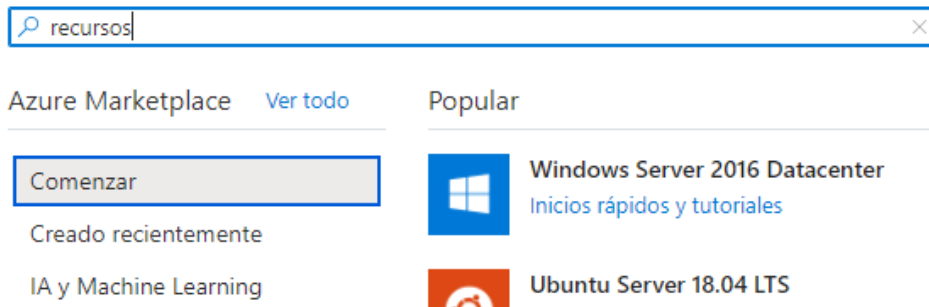 recursos
Azure Marketplace Ver todo
Comenzar
Creado recientemente
IA y Machine Learning
Popular
Windows Server 2016 Datacenter
Inicios rápidos y tutoriales
Ubuntu Server 18.04 LTS